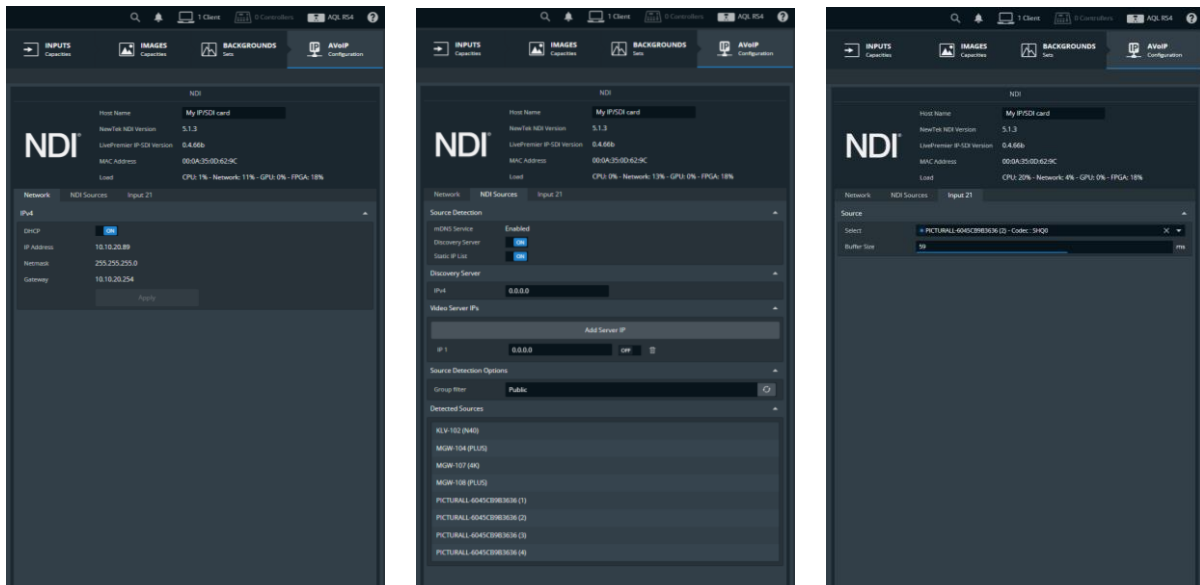 1 Client
0 Controllers
AQL RS4
INPUTS
Capacities
IMAGES
Capacities
BACKGROUNDS
Sets
AVoIP
Configuration
NDI
NDI
Host Name My IP/SDI card
NewTek NDI Version 5.1.3
LivePremier IP-SDI Version 0.4.66b
MAC Address 00:0A:35:0D:62:9C
Load CPU: 1% - Network: 11% - GPU: 0% - FPGA: 18%
Network NDI Sources Input 21
IPv4
DHCP ON
IP Address 10.10.20.89
Netmask 255.255.255.0
Gateway 10.10.20.254
Apply
1 Client
0 Controllers
AQL RS4
INPUTS
Capacities
IMAGES
Capacities
BACKGROUNDS
Sets
AVoIP
Configuration
NDI
NDI
Host Name My IP/SDI card
NewTek NDI Version 5.1.3
LivePremier IP-SDI Version 0.4.66b
MAC Address 00:0A:35:0D:62:9C
Load CPU: 0% - Network: 13% - GPU: 0% - FPGA: 18%
Network NDI Sources Input 21
Source Detection
mDNS Service Enabled
Discovery Server ON
Static IP List ON
Discovery Server
IPv4 0.0.0.0
Video Server IPs
Add Server IP
IP 1 0.0.0.0 OFF
Source Detection Options
Group filter Public
Detected Sources
KLV-102 (N40)
MGW-104 (PLUS)
MGW-107 (4K)
MGW-108 (PLUS)
PICTURALL-6045CB9B3636 (1)
PICTURALL-6045CB9B3636 (2)
PICTURALL-6045CB9B3636 (3)
PICTURALL-6045CB9B3636 (4)
1 Client
0 Controllers
AQL RS4
INPUTS
Capacities
IMAGES
Capacities
BACKGROUNDS
Sets
AVoIP
Configuration
NDI
NDI
Host Name My IP/SDI card
NewTek NDI Version 5.1.3
LivePremier IP-SDI Version 0.4.66b
MAC Address 00:0A:35:0D:62:9C
Load CPU: 20% - Network: 4% - GPU: 0% - FPGA: 18%
Network NDI Sources Input 21
Source
Select PICTURALL-6045CB9B3636 (2) - Codec : SHQ0
Buffer Size 59 ms